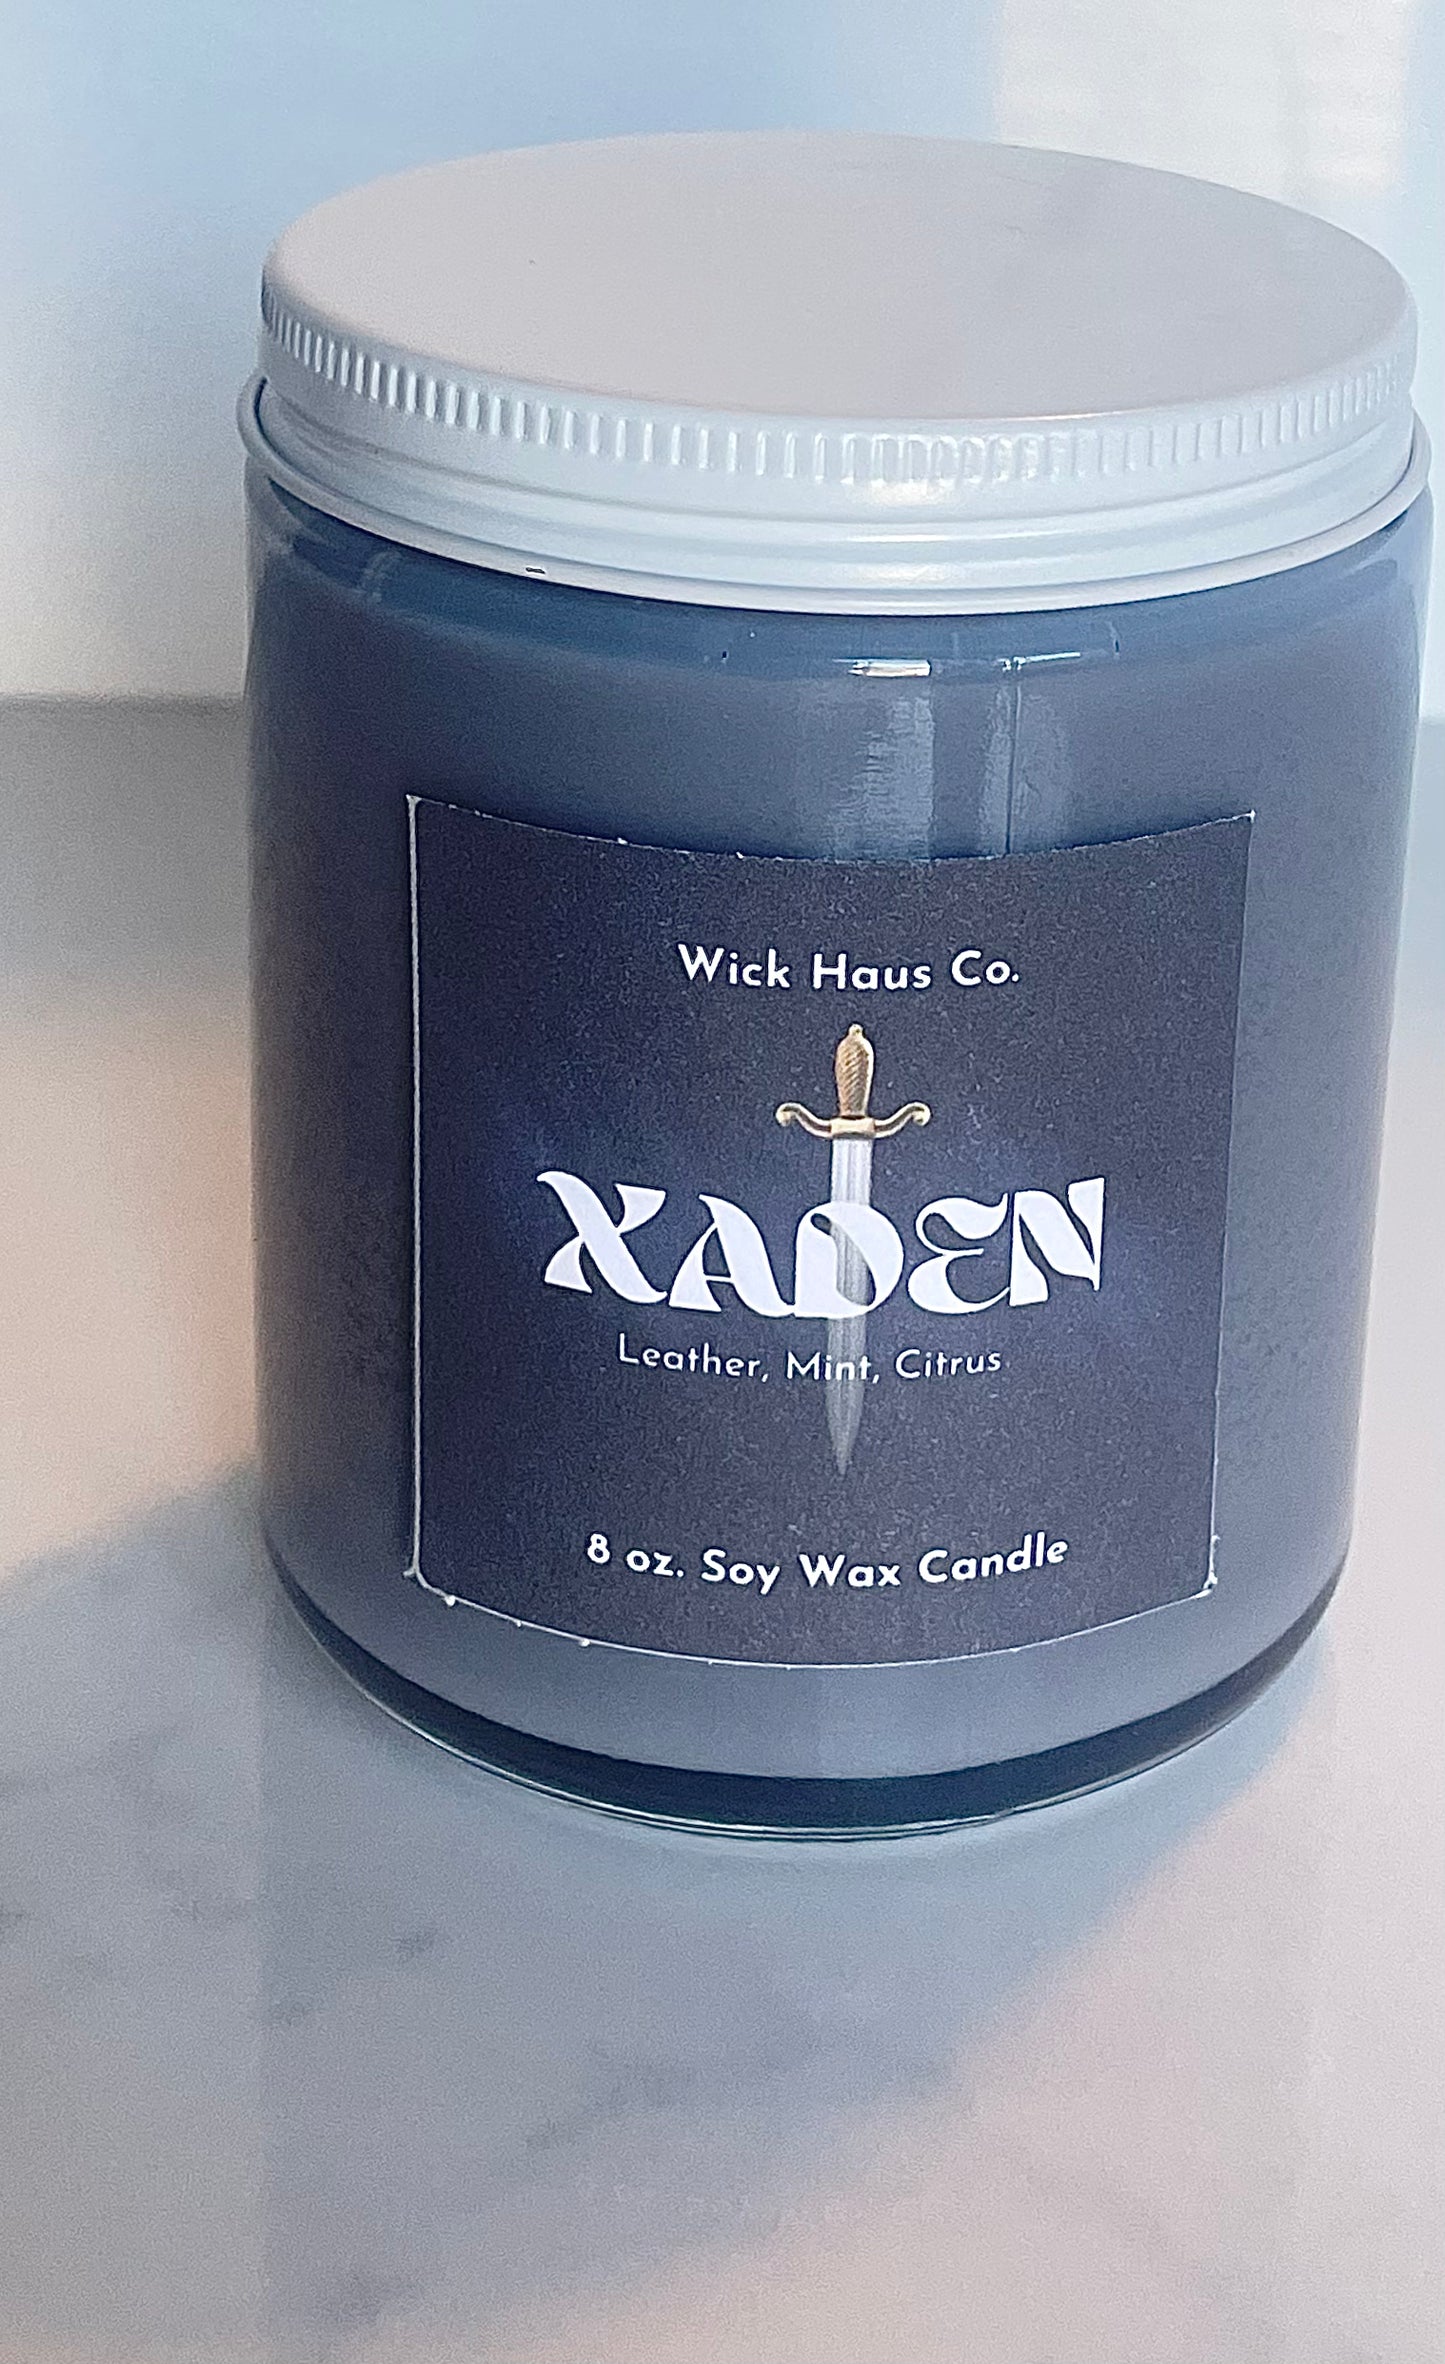 Wick Haus Co.
XADEN
Leather, Mint, Citrus
8 oz. Soy Wax Candle